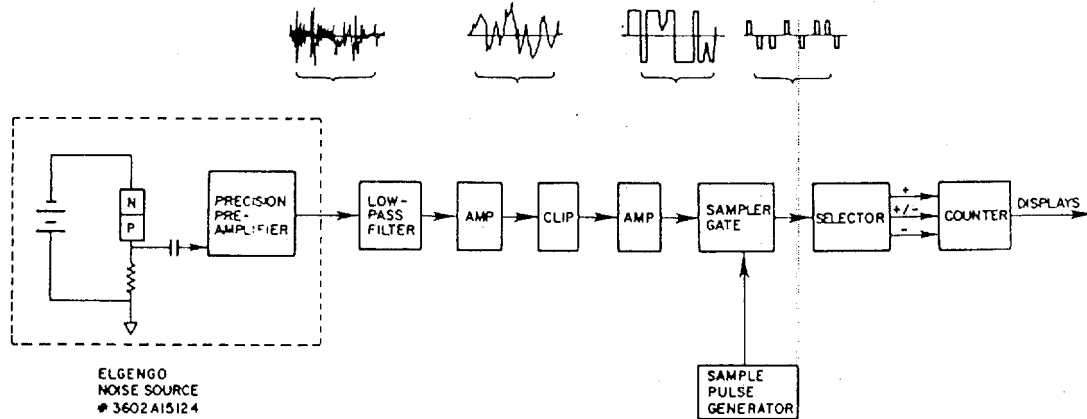 N
P
PRECISION
PRE-
AMPLIFIER
LOW-
PASS
FILTER
AMP
CLIP
AMP
SAMPLER
GATE
SELECTOR
+
+/-
-
COUNTER
DISPLAYS
SAMPLE
PULSE
GENERATOR
ELGENGO
NOISE SOURCE
# 3602A15124